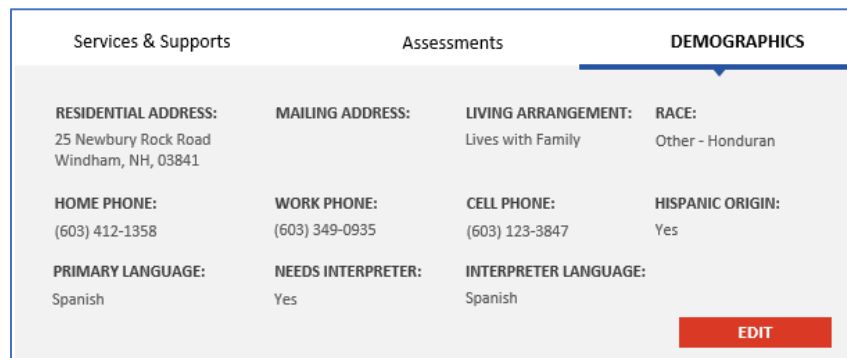 Services & Supports Assessments DEMOGRAPHICS
RESIDENTIAL ADDRESS: MAILING ADDRESS: LIVING ARRANGEMENT: RACE:
25 Newbury Rock Road Lives with Family Other - Honduran
Windham, NH, 03841
HOME PHONE: WORK PHONE: CELL PHONE: HISPANIC ORIGIN:
(603) 412-1358 (603) 349-0935 (603) 123-3847 Yes
PRIMARY LANGUAGE: NEEDS INTERPRETER: INTERPRETER LANGUAGE:
Spanish Yes Spanish
EDIT